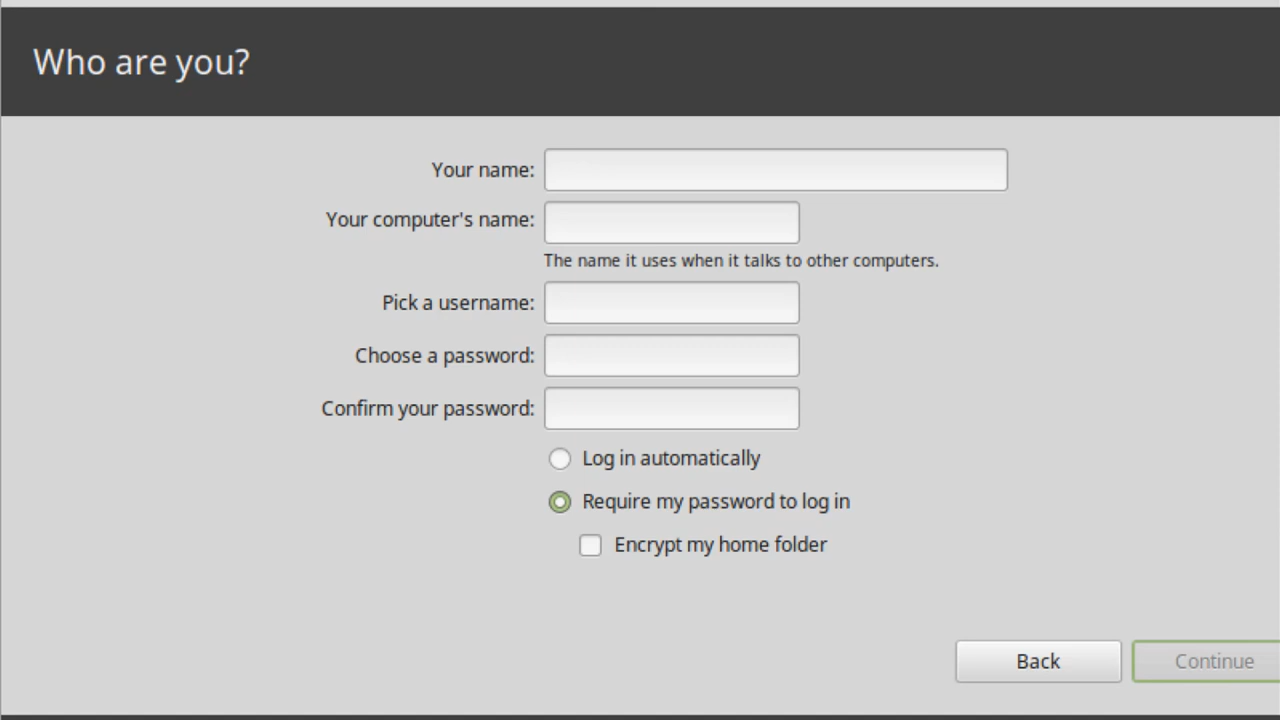 Who are you?
Your name:
Your computer's name:
The name it uses when it talks to other computers.
Pick a username:
Choose a password:
Confirm your password:
Log in automatically
Require my password to log in
Encrypt my home folder
Back Continue